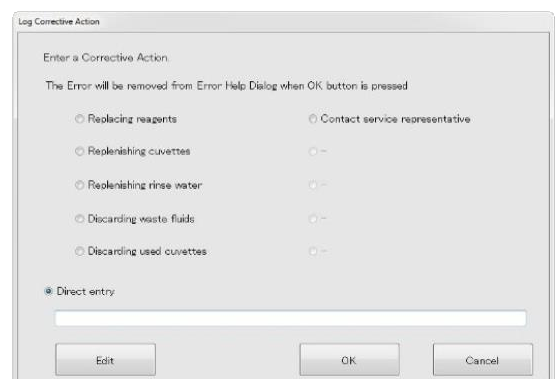 Log Corrective Action
Enter a Corrective Action.
The Error will be removed from Error Help Dialog when OK button is pressed
Replacing reagents
Contact service representative
Replenishing cuvettes
-
Replenishing rinse water
-
Discarding waste fluids
-
Discarding used cuvettes
-
Direct entry
Edit
OK
Cancel